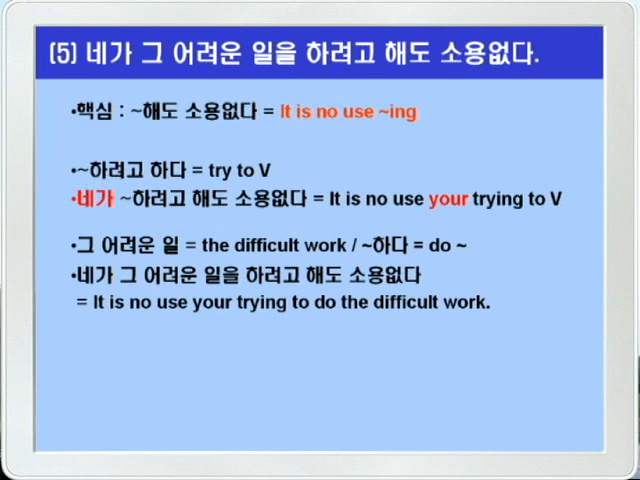 (5) 네가 그 어려운 일을 하려고 해도 소용없다.
•핵심 : ~해도 소용없다 = It is no use ~ing
•~하려고 하다 = try to V
•네가 ~하려고 해도 소용없다 = It is no use your trying to V
•그 어려운 일 = the difficult work / ~하다 = do ~
•네가 그 어려운 일을 하려고 해도 소용없다
= It is no use your trying to do the difficult work.